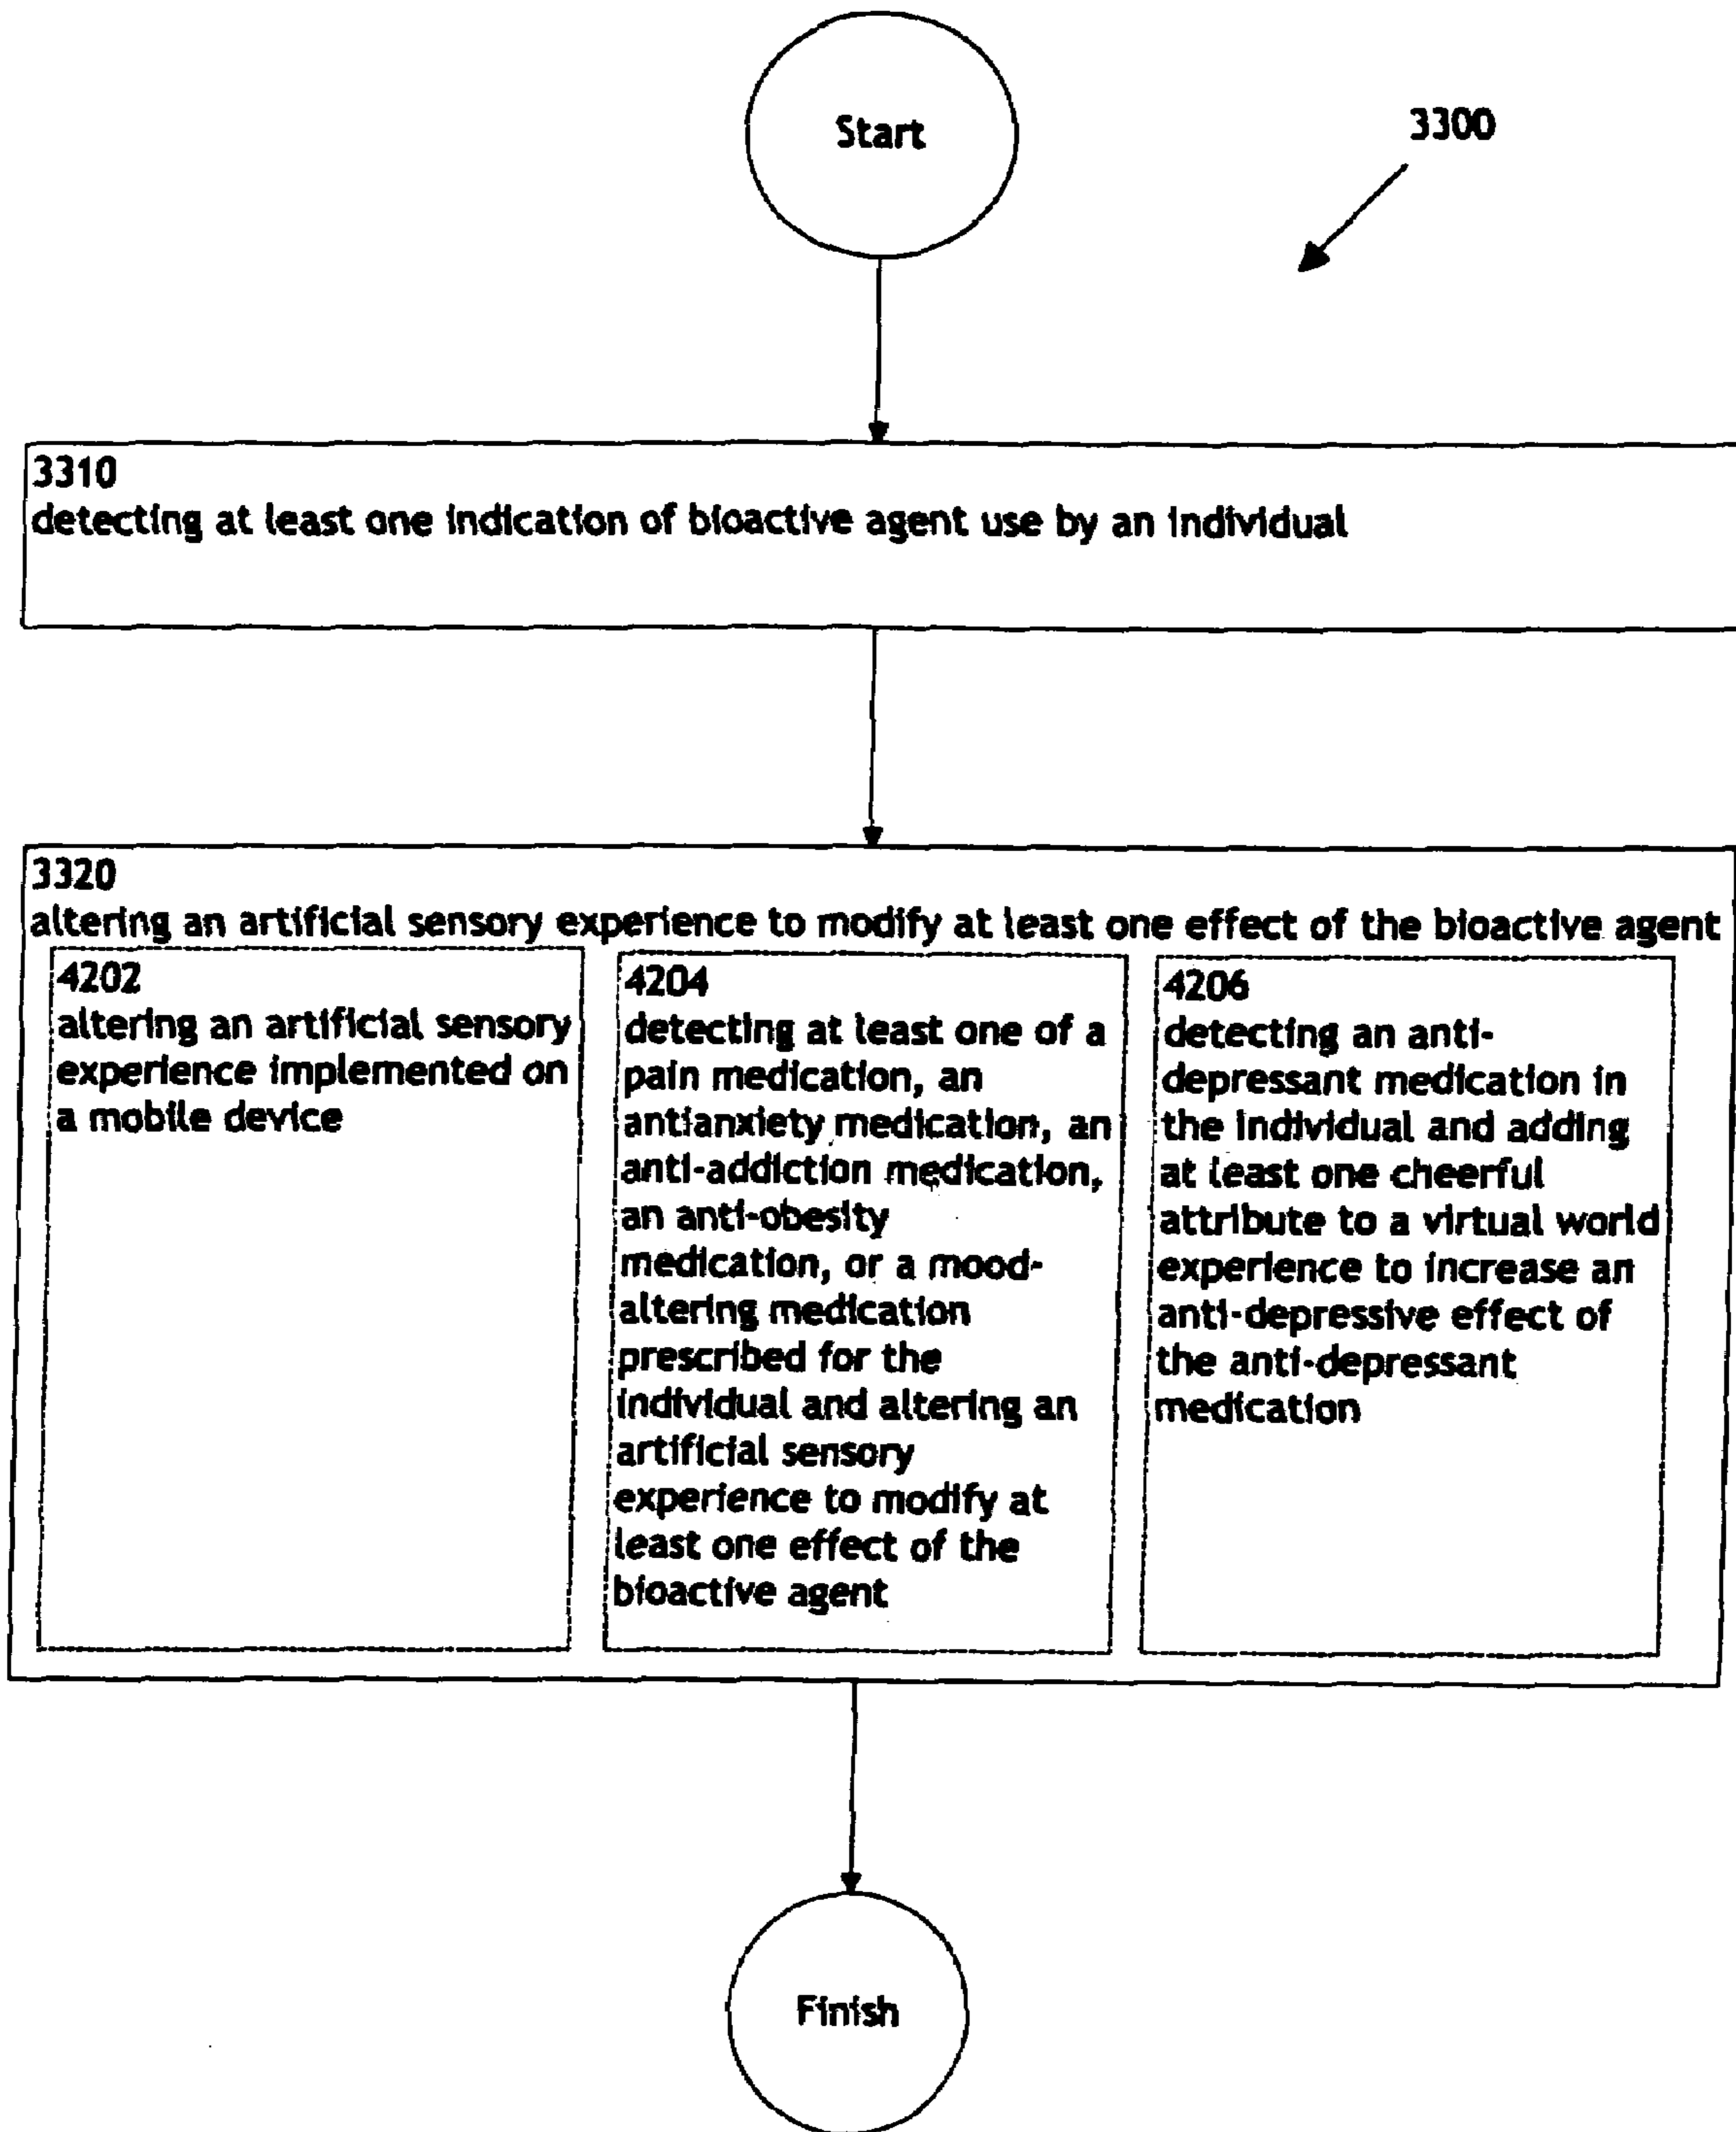 Start
3300
3310
detecting at least one indication of bioactive agent use by an individual
3320
altering an artificial sensory experience to modify at least one effect of the bioactive agent
4202
altering an artificial sensory
experience implemented on
a mobile device
4204
detecting at least one of a
pain medication, an
antianxiety medication, an
anti-addiction medication,
an anti-obesity
medication, or a mood-
altering medication
prescribed for the
individual and altering an
artificial sensory
experience to modify at
least one effect of the
bioactive agent
4206
detecting an anti-
depressant medication in
the individual and adding
at least one cheerful
attribute to a virtual world
experience to increase an
anti-depressive effect of
the anti-depressant
medication
Finish